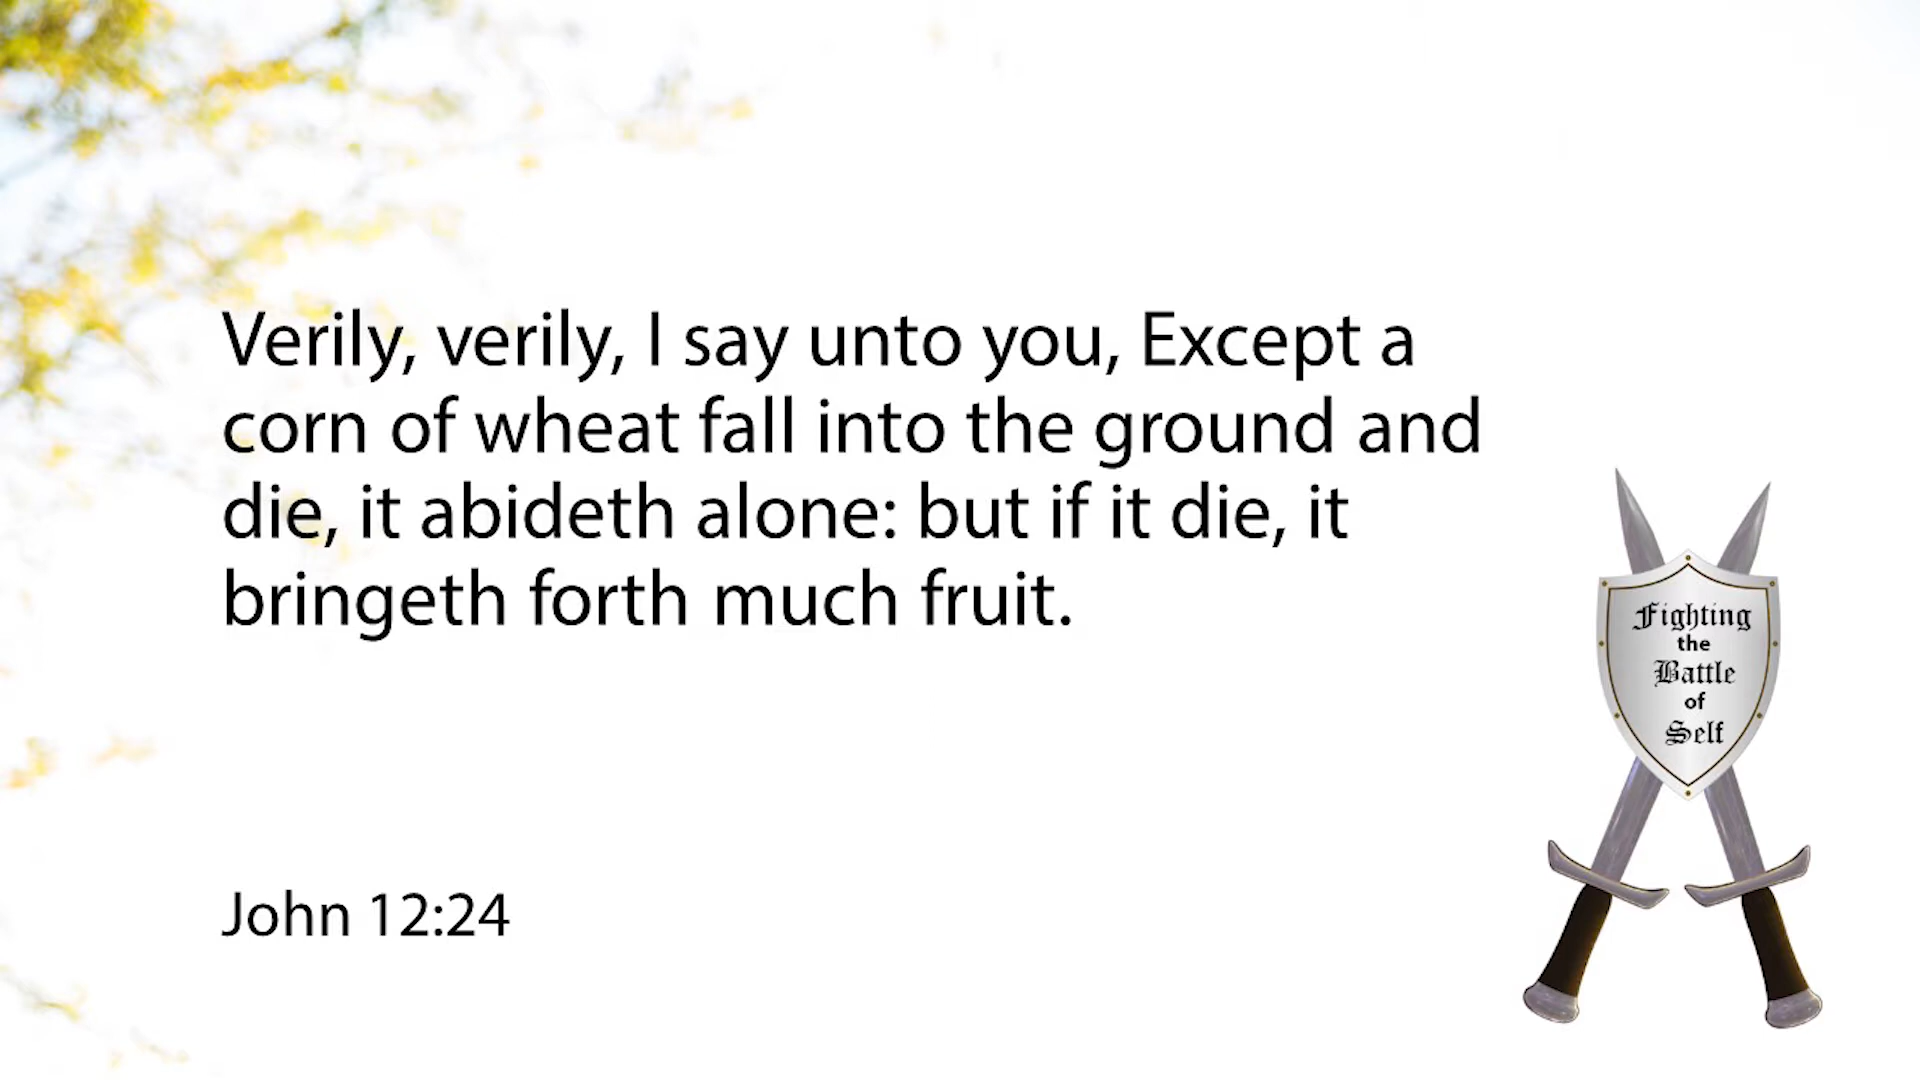 Verily, verily, I say unto you, Except a
corn of wheat fall into the ground and
die, it abideth alone: but if it die, it
bringeth forth much fruit.
John 12:24
Fighting
the
Battle
of
Self